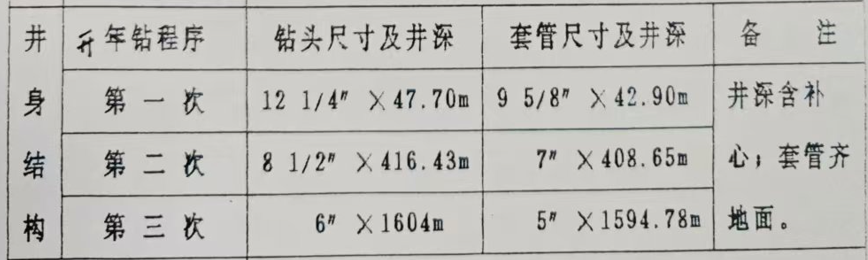 井身结构
开年钻程序 钻头尺寸及井深 套管尺寸及井深 备 注
第一次 12 1/4" ×47.70m 9 5/8" ×42.90m 井深含补
第二次 8 1/2" ×416.43m 7" ×408.65m 心；套管齐
第三次 6" ×1604m 5" ×1594.78m 地面。